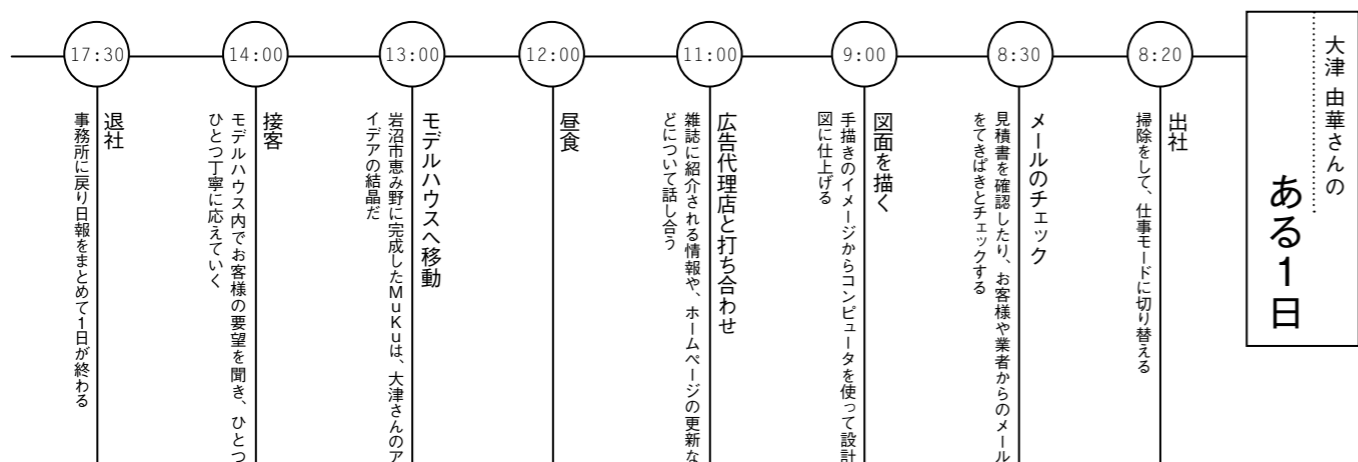 大津 由華さんの
ある1日
8:20
出社
掃除をして、仕事モードに切り替える
8:30
メールのチェック
見積書を確認したり、お客様や業者からのメール
をてきぱきとチェックする
9:00
図面を描く
手描きのイメージからコンピュータを使って設計
図に仕上げる
11:00
広告代理店と打ち合わせ
雑誌に紹介される情報や、ホームページの更新な
どについて話し合う
12:00
昼食
13:00
モデルハウスへ移動
岩沼市恵み野に完成したMuKuは、大津さんのア
イデアの結晶だ
14:00
接客
モデルハウス内でお客様の要望を聞き、ひとつ
ひとつ丁寧に応えていく
17:30
退社
事務所に戻り日報をまとめて1日が終わる